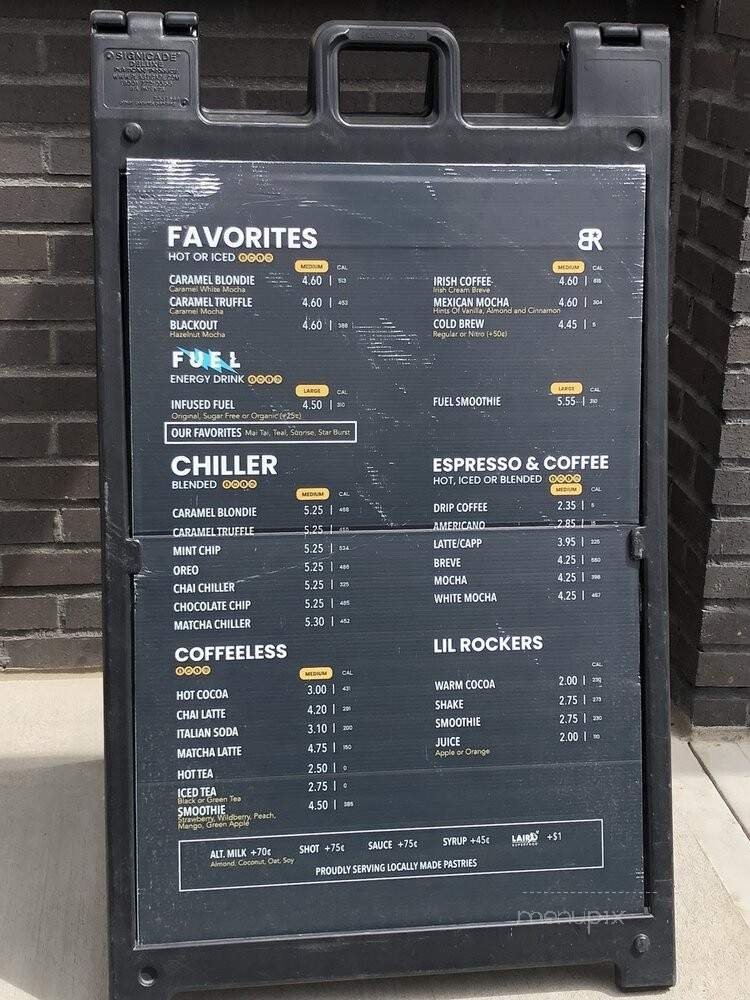 SIGNICADE
DELUXE
FAVORITES
HOT OR ICED
BR
MEDIUM CAL
CARAMEL BLONDIE 4.60 | 513
Caramel White Mocha
CARAMEL TRUFFLE 4.60 | 453
Caramel Mocha
BLACKOUT 4.60 | 388
Hazelnut Mocha
MEDIUM CAL
IRISH COFFEE 4.60 | 615
Irish Cream Breve
MEXICAN MOCHA 4.60 | 304
Hints Of Vanilla, Almond and Cinnamon
COLD BREW 4.45 | 5
Regular or Nitro (+50¢)
FUEL
ENERGY DRINK
LARGE CAL
INFUSED FUEL 4.50 | 310
Original, Sugar Free or Organic (+25¢)
OUR FAVORITES Mai Tai, Teal, Sonrise, Star Burst
LARGE CAL
FUEL SMOOTHIE 5.55 | 310
CHILLER
BLENDED
MEDIUM CAL
CARAMEL BLONDIE 5.25 | 488
CARAMEL TRUFFLE 5.25 |
MINT CHIP 5.25 | 534
OREO 5.25 | 486
CHAI CHILLER 5.25 | 325
CHOCOLATE CHIP 5.25 | 485
MATCHA CHILLER 5.30 | 452
ESPRESSO & COFFEE
HOT, ICED OR BLENDED
MEDIUM CAL
DRIP COFFEE 2.35 | 5
AMERICANO 2.85 |
LATTE/CAPP 3.95 | 225
BREVE 4.25 | 550
MOCHA 4.25 | 398
WHITE MOCHA 4.25 | 457
COFFEELESS
MEDIUM CAL
HOT COCOA 3.00 | 431
CHAI LATTE 4.20 | 291
ITALIAN SODA 3.10 | 200
MATCHA LATTE 4.75 | 150
HOT TEA 2.50 | 0
ICED TEA 2.75 | 0
Black or Green Tea
SMOOTHIE 4.50 | 385
Strawberry, Wildberry, Peach,
Mango, Green Apple
LIL ROCKERS
CAL
WARM COCOA 2.00 | 230
SHAKE 2.75 | 273
SMOOTHIE 2.75 | 230
JUICE 2.00 | 110
Apple or Orange
ALT. MILK +70¢ SHOT +75¢ SAUCE +75¢ SYRUP +45¢ LAIRD SUPERFOOD +$1
Almond, Coconut, Oat, Soy
PROUDLY SERVING LOCALLY MADE PASTRIES
menupix